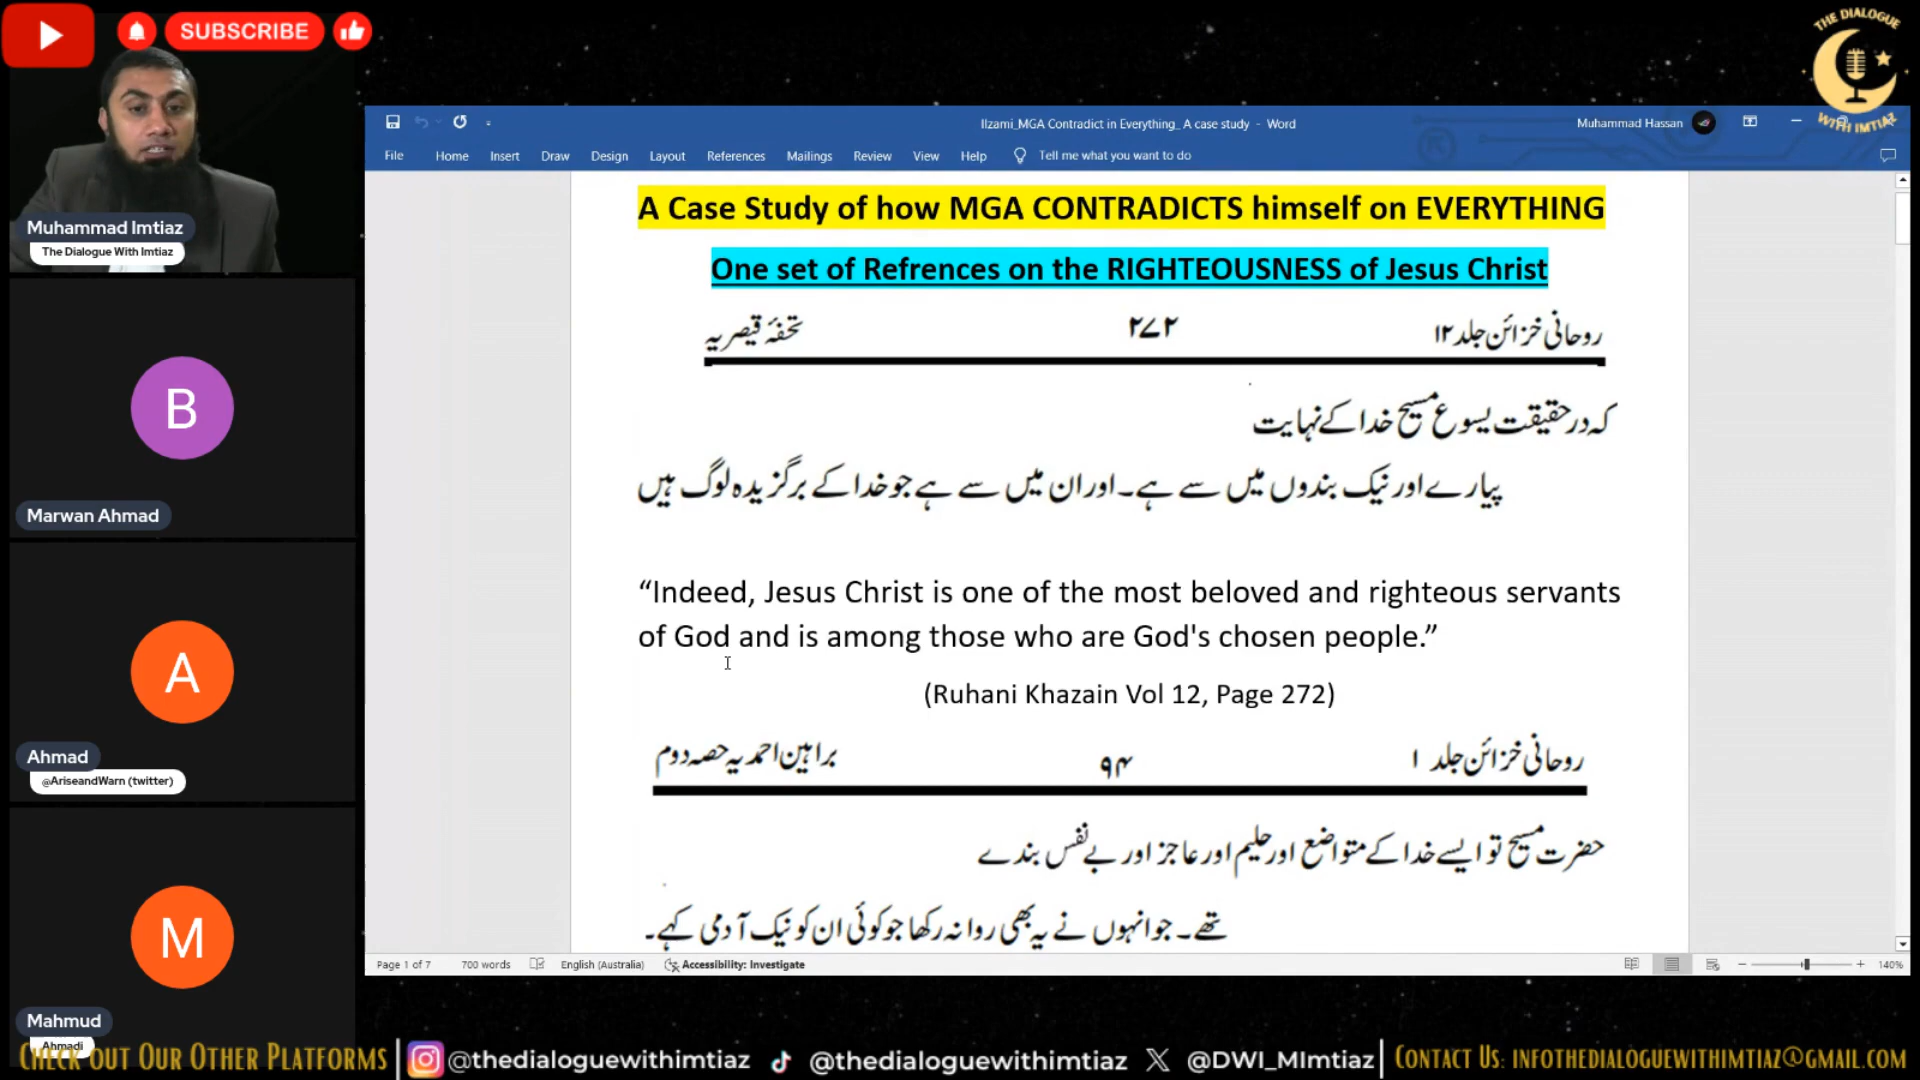 SUBSCRIBE
THE DIALOGUE
WITH IMTIAZ
Muhammad Imtiaz
The Dialogue With Imtiaz
B
Marwan Ahmad
A
Ahmad
@AriseandWarn (twitter)
M
Mahmud
Ahmadi
Ilzami_MGA Contradict in Everything_ A case study - Word
Muhammad Hassan
File Home Insert Draw Design Layout References Mailings Review View Help Tell me what you want to do
A Case Study of how MGA CONTRADICTS himself on EVERYTHING
One set of Refrences on the RIGHTEOUSNESS of Jesus Christ
روحانی خزائن جلد ۱۲ ۲۷۲ تحفۂ قیصریہ
کہ درحقیقت یسوع مسیح خدا کے نہایت
پیارے اور نیک بندوں میں سے ہے۔ اور ان میں سے ہے جو خدا کے برگزیدہ لوگ ہیں
“Indeed, Jesus Christ is one of the most beloved and righteous servants
of God and is among those who are God's chosen people.”
(Ruhani Khazain Vol 12, Page 272)
روحانی خزائن جلد ۱ ۹۴ براہین احمدیہ حصہ دوم
حضرت مسیح تو ایسے خدا کے متواضع اور حلیم اور عاجز اور بے نفس بندے
تھے۔ جو انہوں نے یہ بھی روا نہ رکھا جو کوئی ان کو نیک آدمی کہے۔
Page 1 of 7 700 words English (Australia) Accessibility: Investigate 140%
CHECK OUT OUR OTHER PLATFORMS @thedialoguewithimtiaz @thedialoguewithimtiaz @DWI_MImtiaz CONTACT US: INFOTHEDIALOGUEWITHIMTIAZ@GMAIL.COM